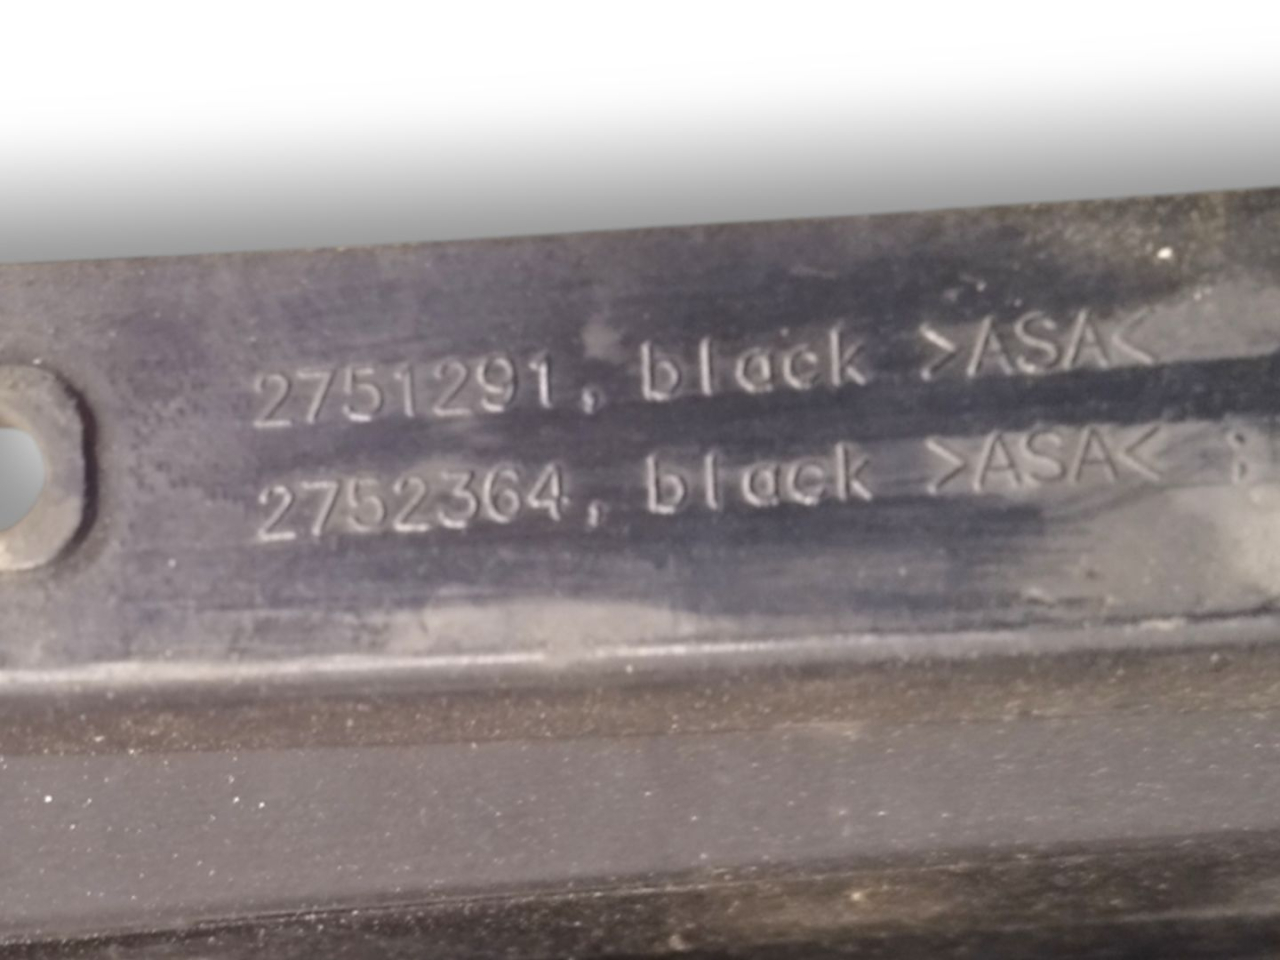 2751291, black >ASA<
2752364, black >ASA< ;